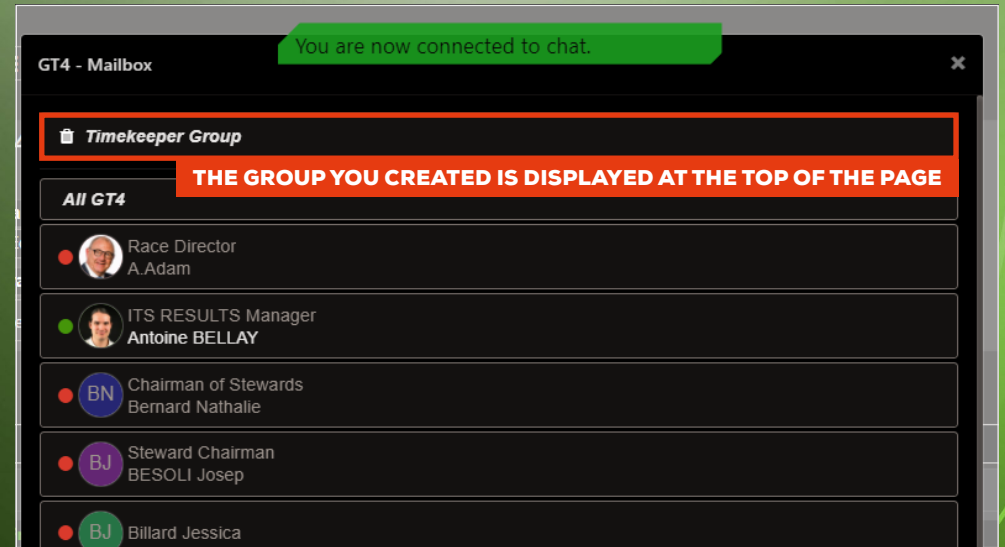 You are now connected to chat.
GT4 - Mailbox
×
Timekeeper Group
THE GROUP YOU CREATED IS DISPLAYED AT THE TOP OF THE PAGE
All GT4
Race Director
A.Adam
ITS RESULTS Manager
Antoine BELLAY
BN
Chairman of Stewards
Bernard Nathalie
BJ
Steward Chairman
BESOLI Josep
BJ
Billard Jessica